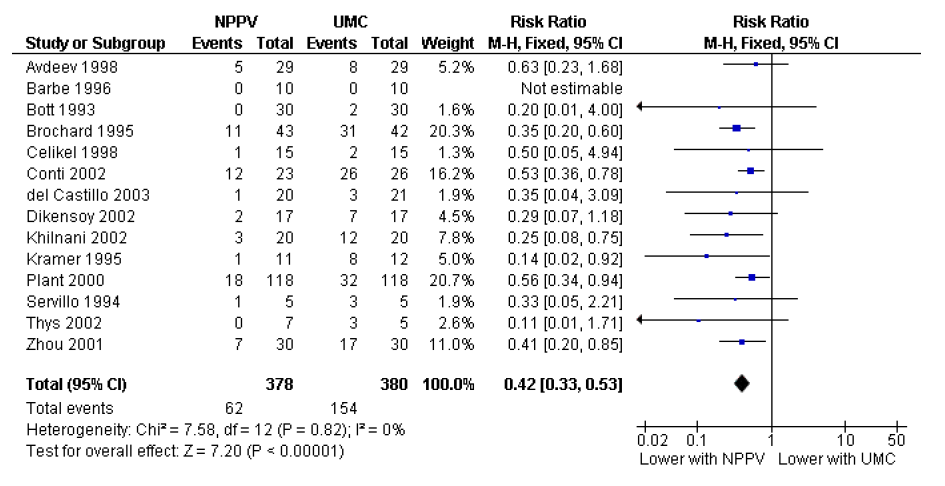 NPPV UMC Risk Ratio Risk Ratio
Study or Subgroup Events Total Events Total Weight M-H, Fixed, 95% CI M-H, Fixed, 95% CI
Avdeev 1998 5 29 8 29 5.2% 0.63 [0.23, 1.68]
Barbe 1996 0 10 0 10 Not estimable
Bott 1993 0 30 2 30 1.6% 0.20 [0.01, 4.00]
Brochard 1995 11 43 31 42 20.3% 0.35 [0.20, 0.60]
Celikel 1998 1 15 2 15 1.3% 0.50 [0.05, 4.94]
Conti 2002 12 23 26 26 16.2% 0.53 [0.36, 0.78]
del Castillo 2003 1 20 3 21 1.9% 0.35 [0.04, 3.09]
Dikensoy 2002 2 17 7 17 4.5% 0.29 [0.07, 1.18]
Khilnani 2002 3 20 12 20 7.8% 0.25 [0.08, 0.75]
Kramer 1995 1 11 8 12 5.0% 0.14 [0.02, 0.92]
Plant 2000 18 118 32 118 20.7% 0.56 [0.34, 0.94]
Servillo 1994 1 5 3 5 1.9% 0.33 [0.05, 2.21]
Thys 2002 0 7 3 5 2.6% 0.11 [0.01, 1.71]
Zhou 2001 7 30 17 30 11.0% 0.41 [0.20, 0.85]
Total (95% CI) 378 380 100.0% 0.42 [0.33, 0.53]
Total events 62 154
Heterogeneity: Chi² = 7.58, df = 12 (P = 0.82); I² = 0%
Test for overall effect: Z = 7.20 (P < 0.00001)
0.02 0.1 1 10 50
Lower with NPPV Lower with UMC